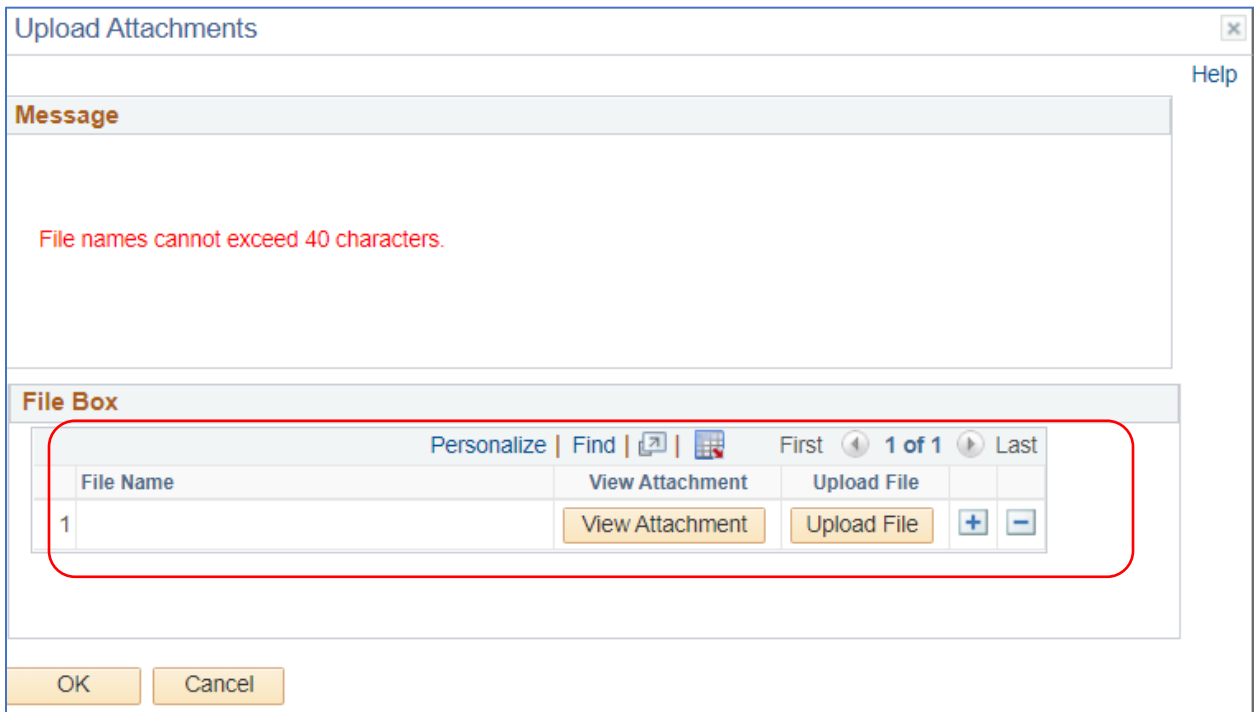 Upload Attachments
Help
Message
File names cannot exceed 40 characters.
File Box
Personalize | Find | | First 1 of 1 Last
File Name View Attachment Upload File
1 View Attachment Upload File
OK Cancel